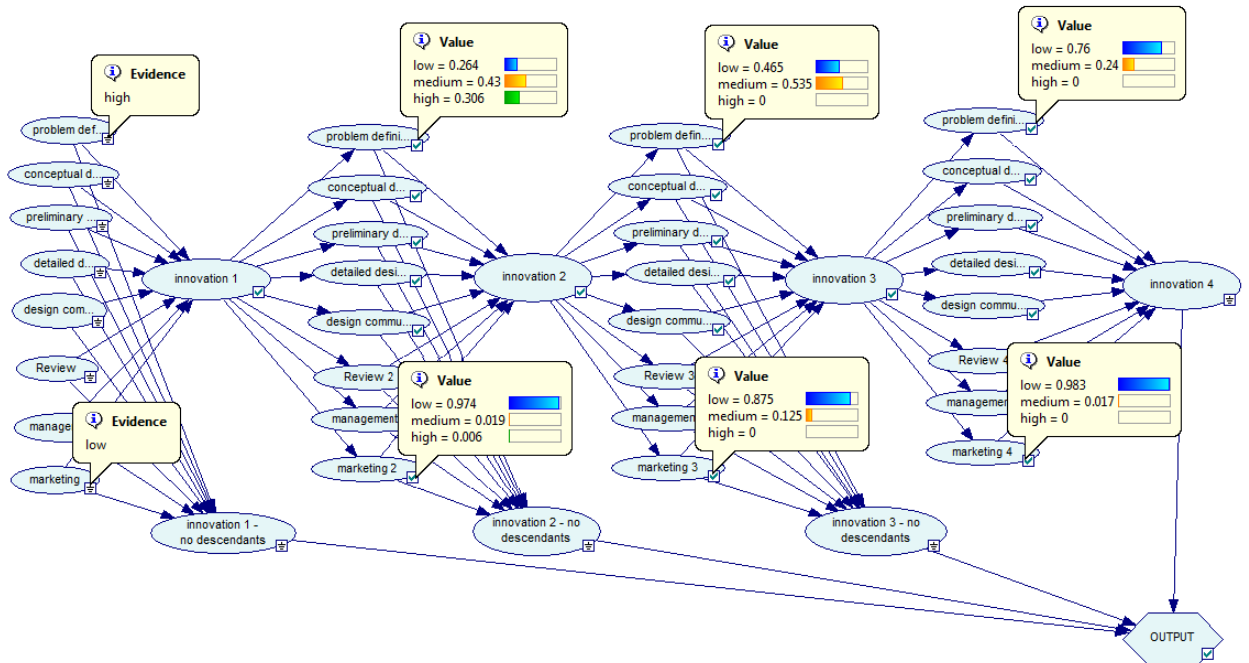 Value
low = 0.264
medium = 0.43
high = 0.306
Value
low = 0.465
medium = 0.535
high = 0
Value
low = 0.76
medium = 0.24
high = 0
Evidence
high
problem def...
problem defini...
problem defin...
problem defini...
conceptual d...
conceptual d...
conceptual d...
conceptual d...
preliminary ...
preliminary d...
preliminary d...
preliminary d...
detailed d...
detailed desi...
detailed desi...
detailed desi...
innovation 1
innovation 2
innovation 3
innovation 4
design com...
design commu...
design commu...
design commu...
Review
Review 2
Review 3
Review 4
Value
low = 0.974
medium = 0.019
high = 0.006
Value
low = 0.875
medium = 0.125
high = 0
Value
low = 0.983
medium = 0.017
high = 0
Evidence
low
manage
management
management
management
marketing
marketing 2
marketing 3
marketing 4
innovation 1 -
no descendants
innovation 2 - no
descendants
innovation 3 - no
descendants
OUTPUT